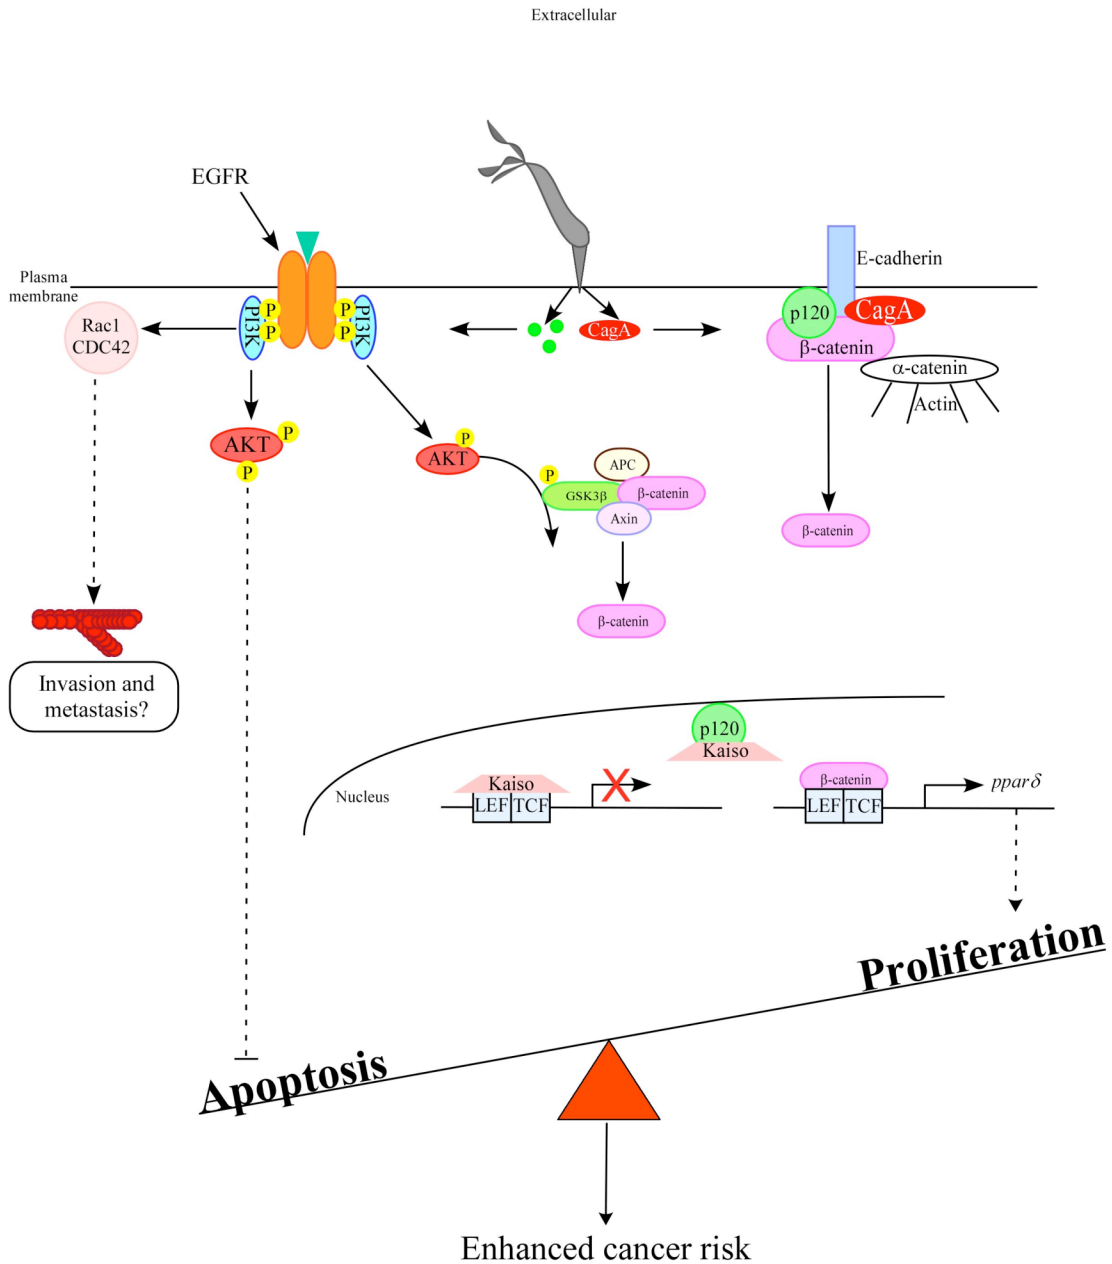 Extracellular
EGFR
Plasma
membrane
E-cadherin
P
P
P
P
PI3K
PI3K
Rac1
CDC42
CagA
p120
CagA
β-catenin
α-catenin
Actin
AKT
P
P
AKT
P
P
APC
GSK3β
β-catenin
Axin
β-catenin
β-catenin
Invasion and
metastasis?
Nucleus
p120
Kaiso
Kaiso
LEF TCF
X
β-catenin
LEF TCF
pparδ
Proliferation
Apoptosis
Enhanced cancer risk